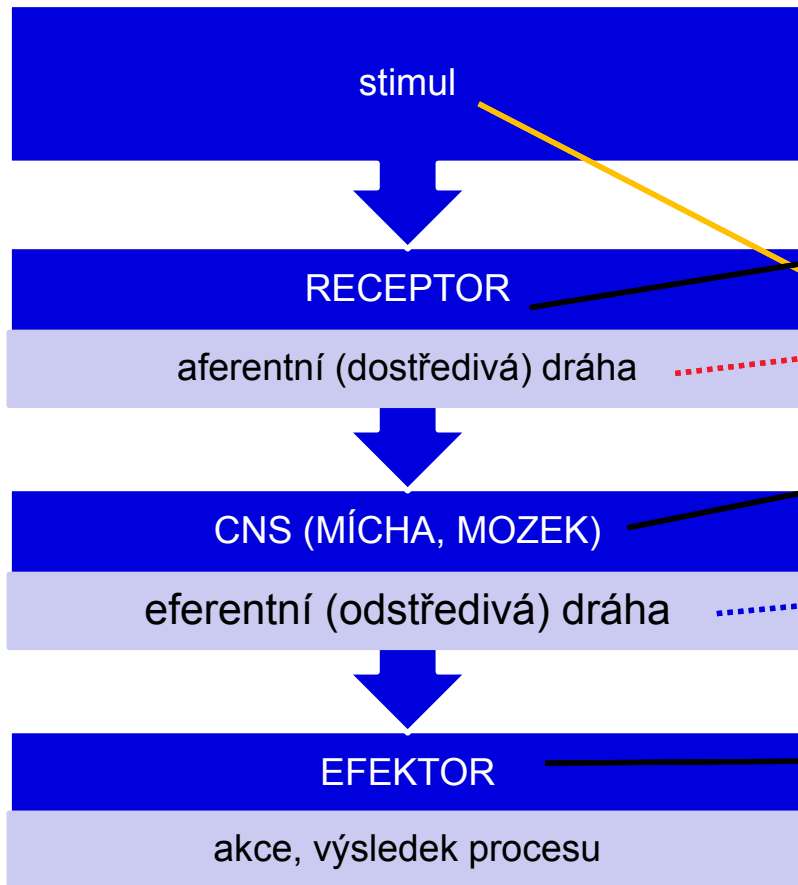 stimul
RECEPTOR
aferentní (dostředivá) dráha
CNS (MÍCHA, MOZEK)
eferentní (odstředivá) dráha
EFEKTOR
akce, výsledek procesu